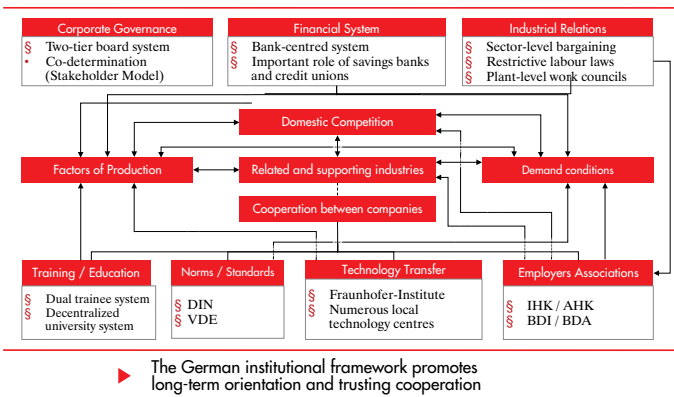 Corporate Governance
§ Two-tier board system
• Co-determination
(Stakeholder Model)
Financial System
§ Bank-centred system
§ Important role of savings banks
and credit unions
Industrial Relations
§ Sector-level bargaining
§ Restrictive labour laws
§ Plant-level work councils
Domestic Competition
Factors of Production
Related and supporting industries
Demand conditions
Cooperation between companies
Training / Education
§ Dual trainee system
§ Decentralized
university system
Norms / Standards
§ DIN
§ VDE
Technology Transfer
§ Fraunhofer-Institute
§ Numerous local
technology centres
Employers Associations
§ IHK / AHK
§ BDI / BDA
The German institutional framework promotes
long-term orientation and trusting cooperation